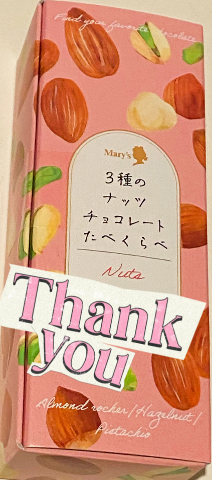 Find your favorite chocolate
Mary's
3種の
ナッツ
チョコレート
たべくらべ
Nuts
Thank
you
Almond rocher/Hazelnut/
Pistachio